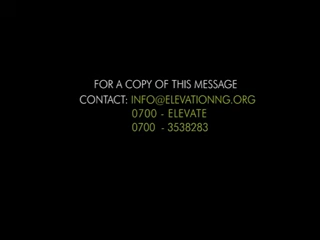 FOR A COPY OF THIS MESSAGE
CONTACT: INFO@ELEVATIONNG.ORG
0700 - ELEVATE
0700 - 3538283